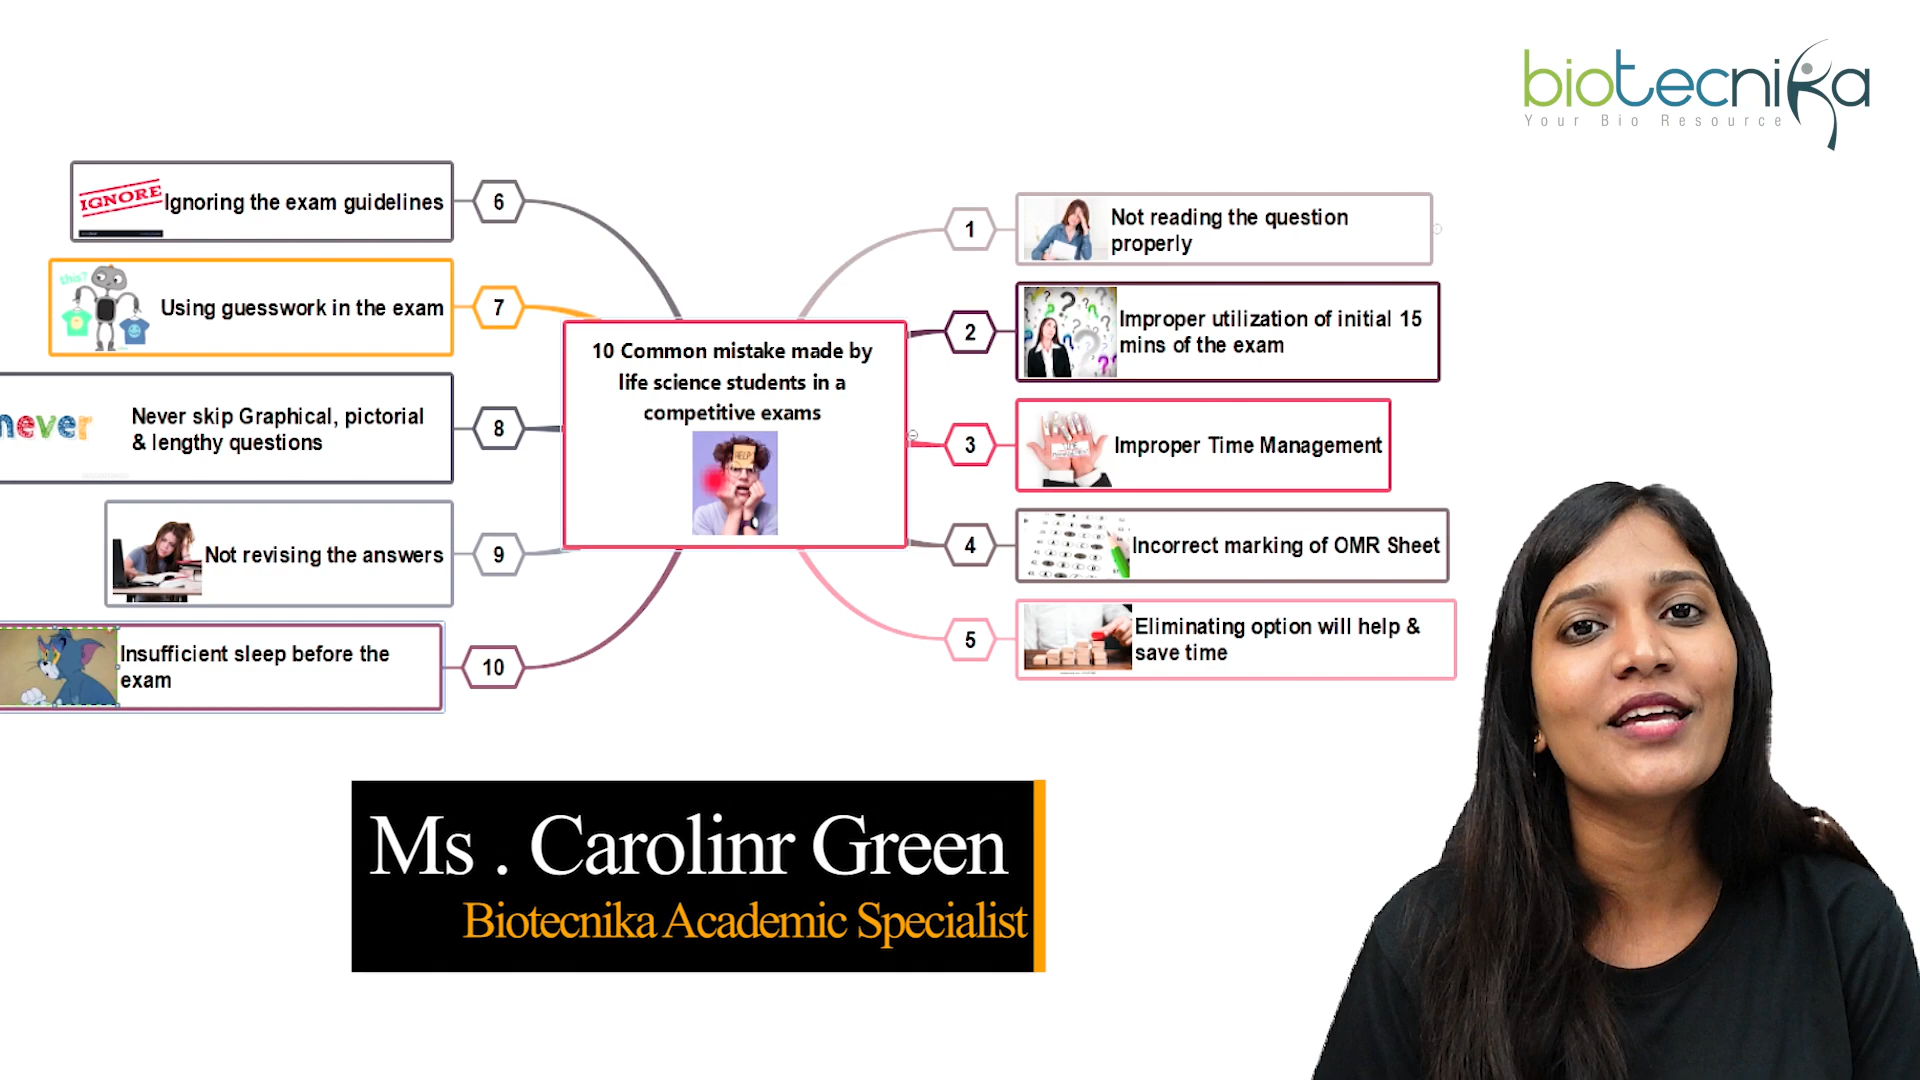 biotecnika
Your Bio Resource
10 Common mistake made by
life science students in a
competitive exams
HELP!
1
Not reading the question
properly
2
Improper utilization of initial 15
mins of the exam
3
Improper Time Management
4
Incorrect marking of OMR Sheet
5
Eliminating option will help &
save time
6
IGNORE
Ignoring the exam guidelines
7
this?
Using guesswork in the exam
8
never
Never skip Graphical, pictorial
& lengthy questions
9
Not revising the answers
10
Insufficient sleep before the
exam
Ms . Carolinr Green
Biotecnika Academic Specialist